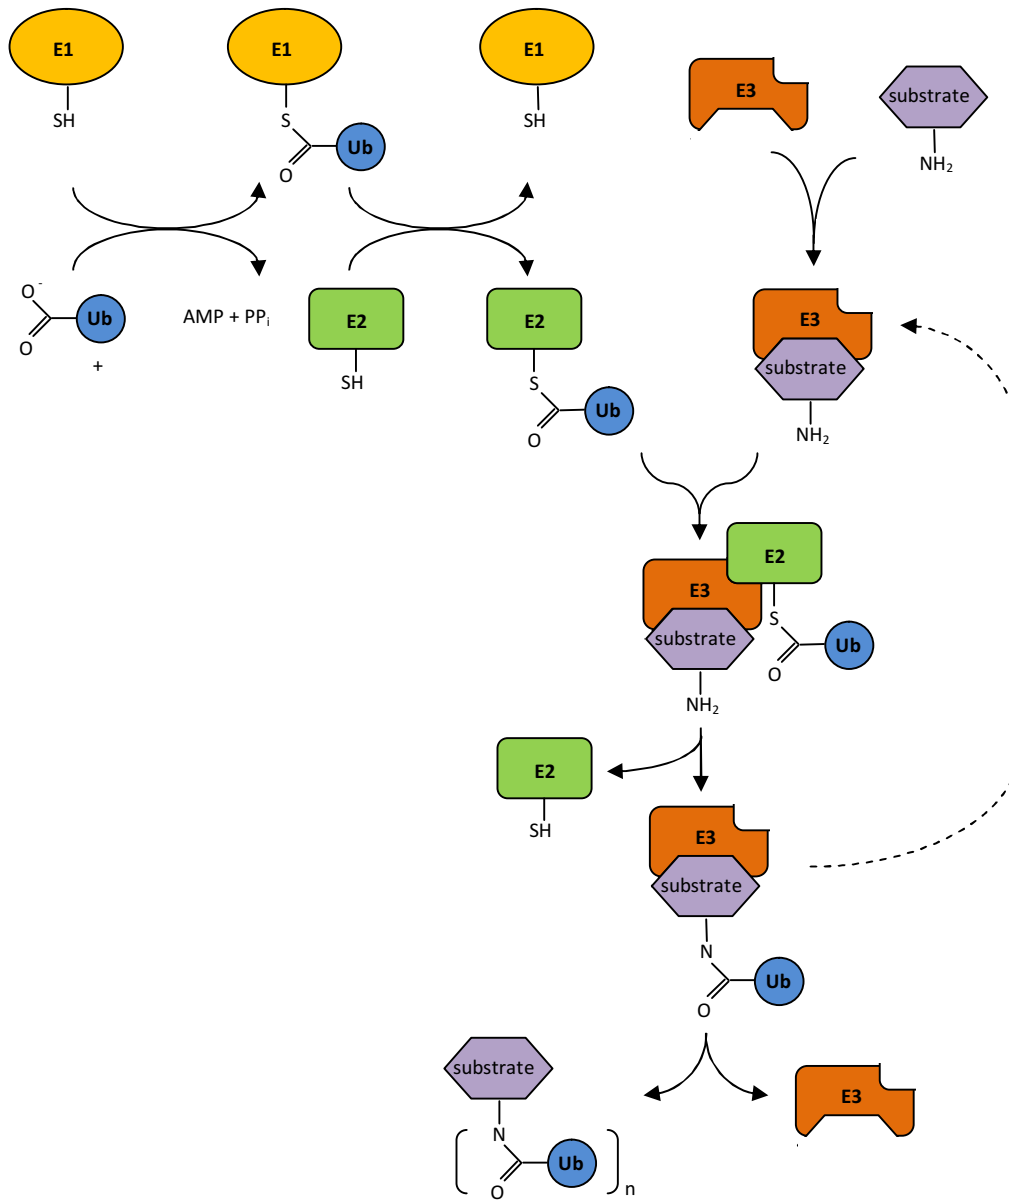 E1
E1
E1
E3
substrate
SH
S
SH
Ub
O
NH₂
O⁻
Ub
O
+
AMP + PPᵢ
E2
SH
E2
S
Ub
O
E3
substrate
NH₂
E2
E3
substrate
S
Ub
O
NH₂
E2
SH
E3
substrate
N
Ub
O
substrate
N
Ub
O
n
E3